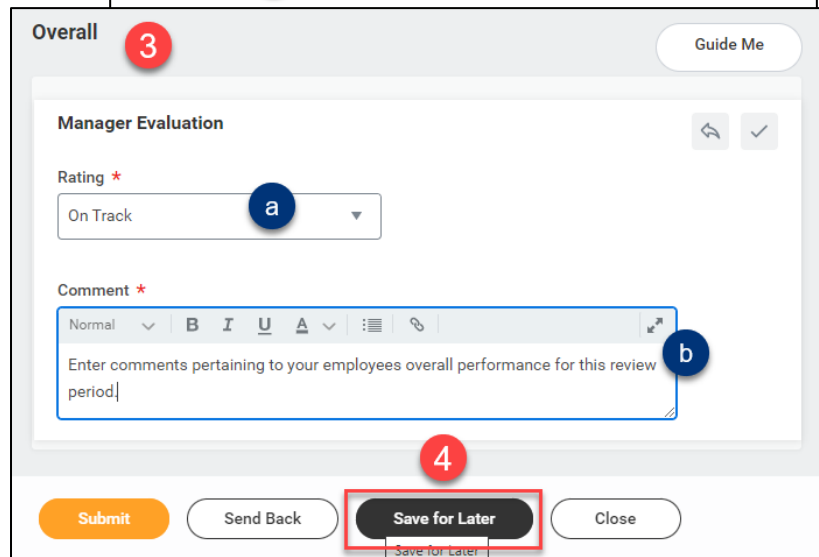 Overall
3
Guide Me
Manager Evaluation
Rating *
On Track
a
Comment *
Normal B I U A
Enter comments pertaining to your employees overall performance for this review
period.
b
4
Submit Send Back Save for Later Close
Save for Later